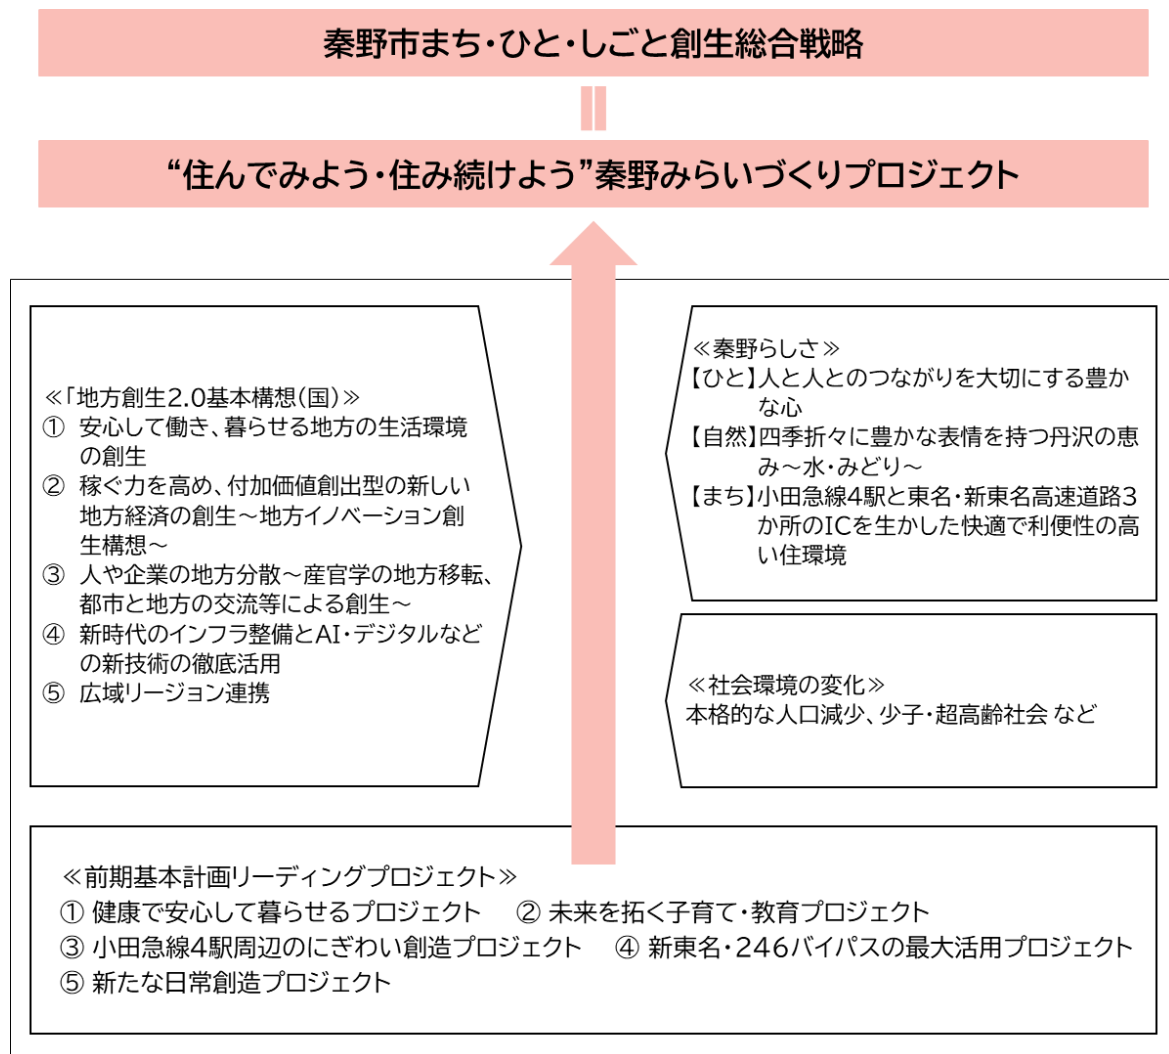 秦野市まち・ひと・しごと創生総合戦略
“住んでみよう・住み続けよう”秦野みらいづくりプロジェクト
≪「地方創生2.0基本構想(国)≫
① 安心して働き、暮らせる地方の生活環境
の創生
② 稼ぐ力を高め、付加価値創出型の新しい
地方経済の創生～地方イノベーション創
生構想～
③ 人や企業の地方分散～産官学の地方移転、
都市と地方の交流等による創生～
④ 新時代のインフラ整備とAI・デジタルなど
の新技術の徹底活用
⑤ 広域リージョン連携
≪秦野らしさ≫
【ひと】人と人とのつながりを大切にする豊か
な心
【自然】四季折々に豊かな表情を持つ丹沢の恵
み～水・みどり～
【まち】小田急線4駅と東名・新東名高速道路3
か所のICを生かした快適で利便性の高
い住環境
≪社会環境の変化≫
本格的な人口減少、少子・超高齢社会 など
≪前期基本計画リーディングプロジェクト≫
① 健康で安心して暮らせるプロジェクト ② 未来を拓く子育て・教育プロジェクト
③ 小田急線4駅周辺のにぎわい創造プロジェクト ④ 新東名・246バイパスの最大活用プロジェクト
⑤ 新たな日常創造プロジェクト